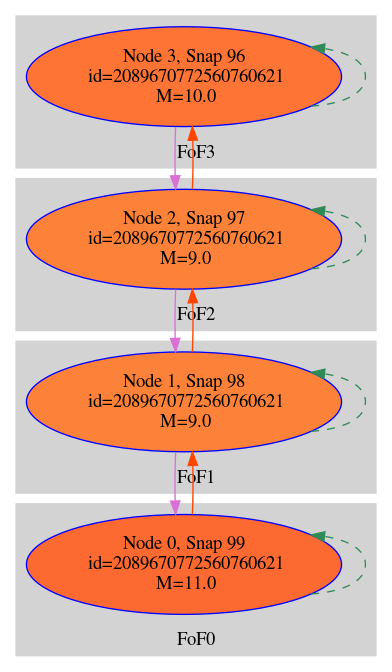 Node 3, Snap 96
id=2089670772560760621
M=10.0
FoF3
Node 2, Snap 97
id=2089670772560760621
M=9.0
FoF2
Node 1, Snap 98
id=2089670772560760621
M=9.0
FoF1
Node 0, Snap 99
id=2089670772560760621
M=11.0
FoF0